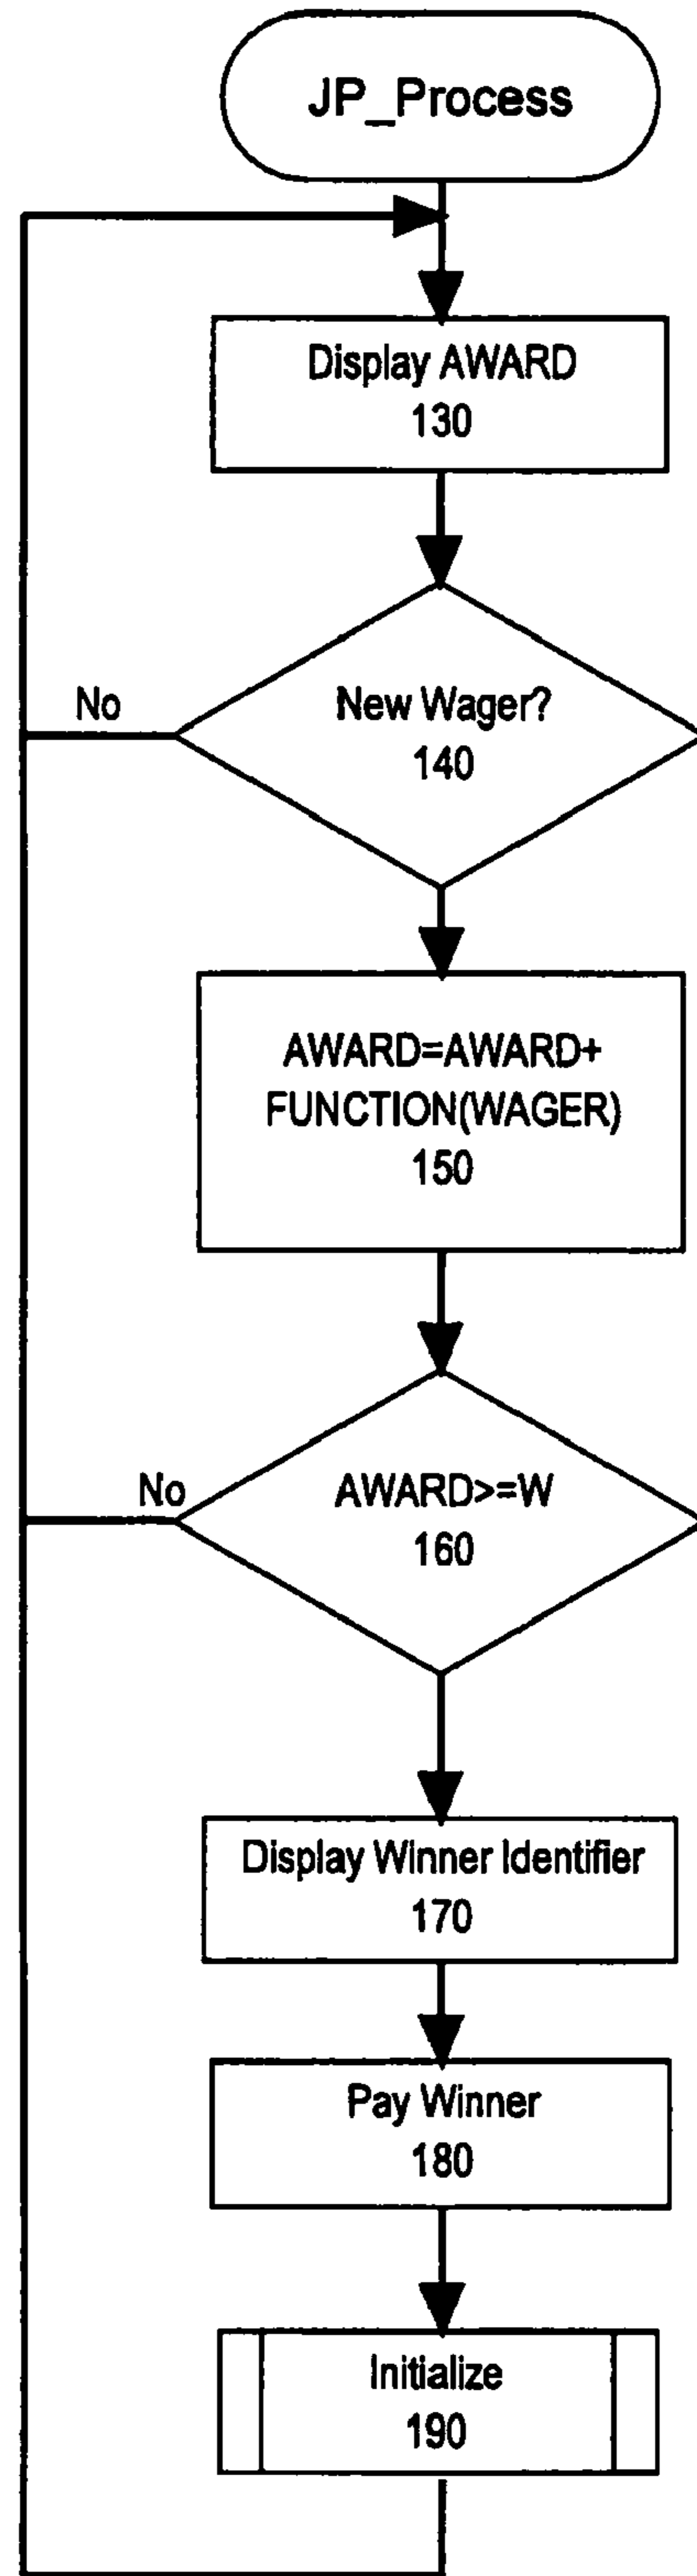 JP_Process
Display AWARD
130
No
New Wager?
140
AWARD=AWARD+
FUNCTION(WAGER)
150
No
AWARD>=W
160
Display Winner Identifier
170
Pay Winner
180
Initialize
190